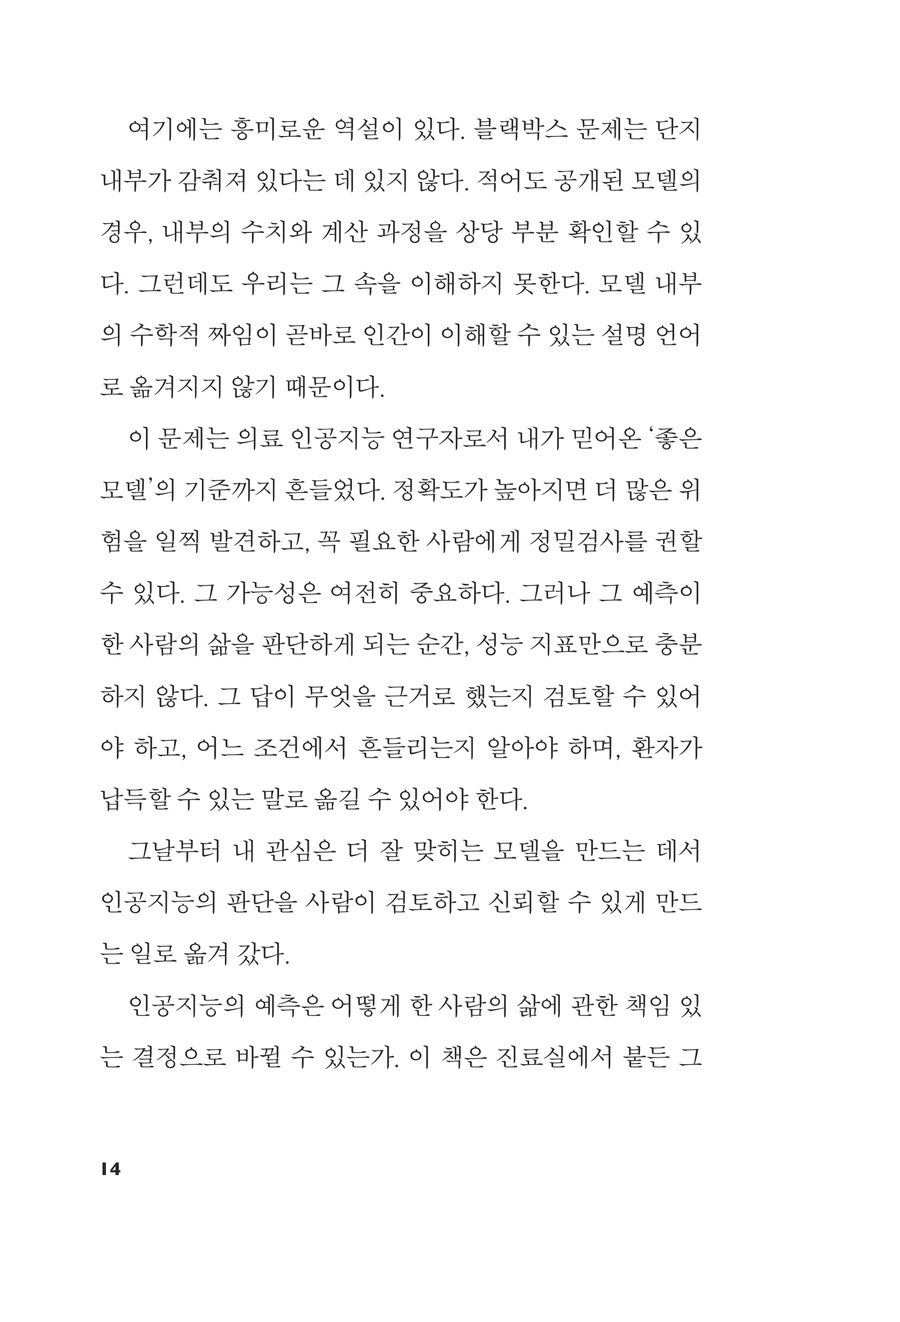 여기에는 흥미로운 역설이 있다. 블랙박스 문제는 단지
내부가 감춰져 있다는 데 있지 않다. 적어도 공개된 모델의
경우, 내부의 수치와 계산 과정을 상당 부분 확인할 수 있
다. 그런데도 우리는 그 속을 이해하지 못한다. 모델 내부
의 수학적 짜임이 곧바로 인간이 이해할 수 있는 설명 언어
로 옮겨지지 않기 때문이다.
이 문제는 의료 인공지능 연구자로서 내가 믿어온 ‘좋은
모델’의 기준까지 흔들었다. 정확도가 높아지면 더 많은 위
험을 일찍 발견하고, 꼭 필요한 사람에게 정밀검사를 권할
수 있다. 그 가능성은 여전히 중요하다. 그러나 그 예측이
한 사람의 삶을 판단하게 되는 순간, 성능 지표만으로 충분
하지 않다. 그 답이 무엇을 근거로 했는지 검토할 수 있어
야 하고, 어느 조건에서 흔들리는지 알아야 하며, 환자가
납득할 수 있는 말로 옮길 수 있어야 한다.
그날부터 내 관심은 더 잘 맞히는 모델을 만드는 데서
인공지능의 판단을 사람이 검토하고 신뢰할 수 있게 만드
는 일로 옮겨 갔다.
인공지능의 예측은 어떻게 한 사람의 삶에 관한 책임 있
는 결정으로 바뀔 수 있는가. 이 책은 진료실에서 붙든 그
14